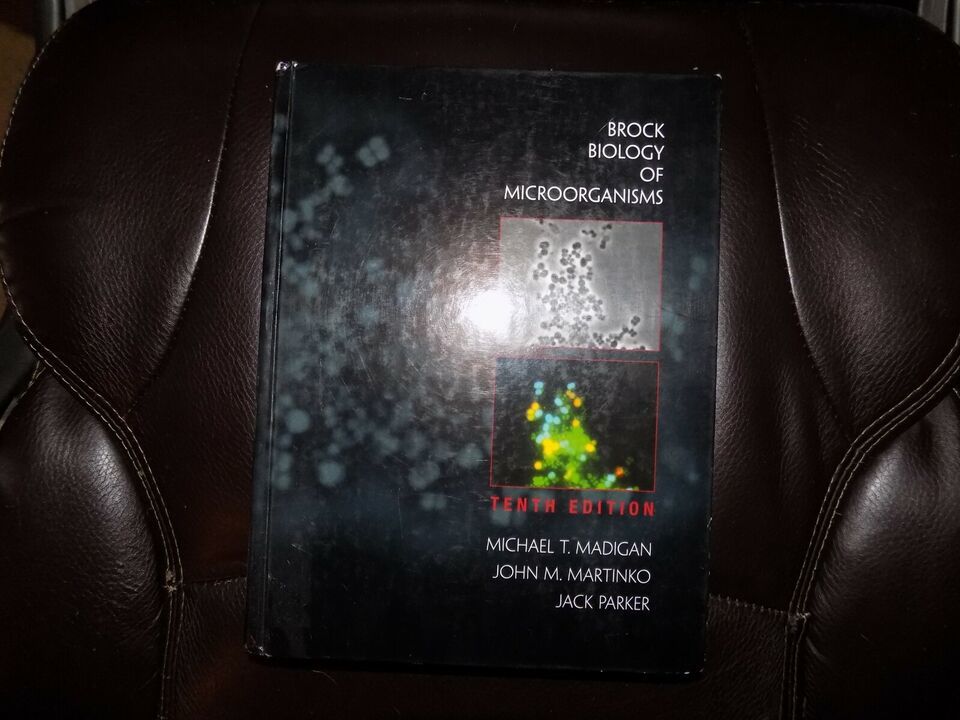 BROCK
BIOLOGY
OF
MICROORGANISMS
TENTH EDITION
MICHAEL T. MADIGAN
JOHN M. MARTINKO
JACK PARKER